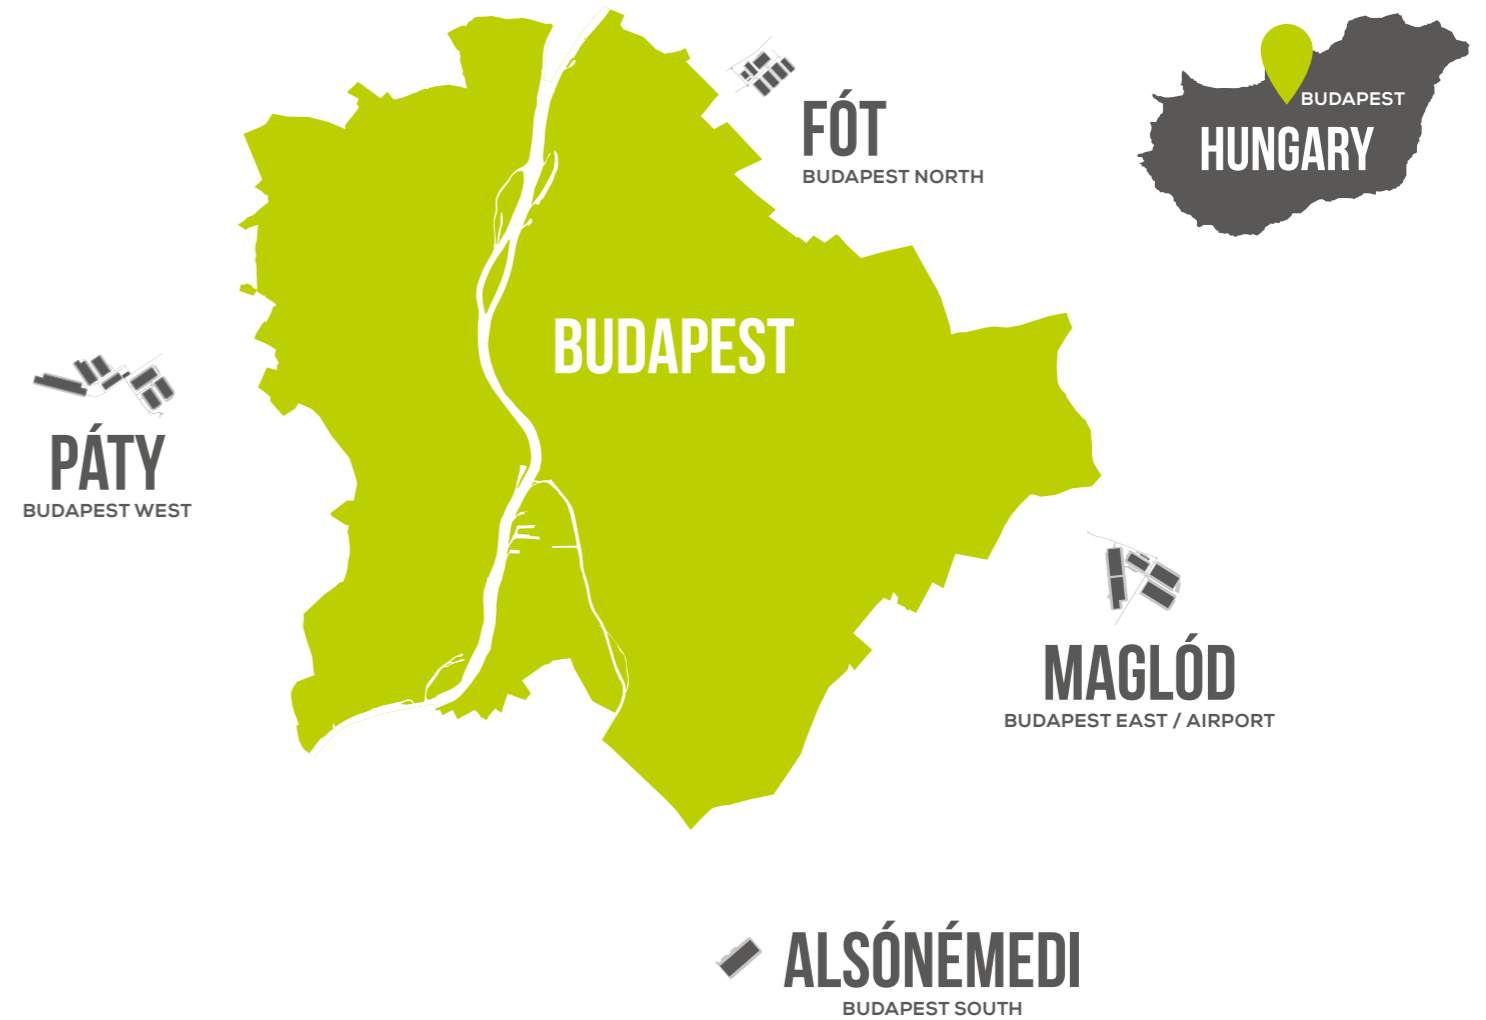 FÓT
BUDAPEST NORTH
BUDAPEST
HUNGARY
BUDAPEST
PÁTY
BUDAPEST WEST
MAGLÓD
BUDAPEST EAST / AIRPORT
ALSÓNÉMEDI
BUDAPEST SOUTH